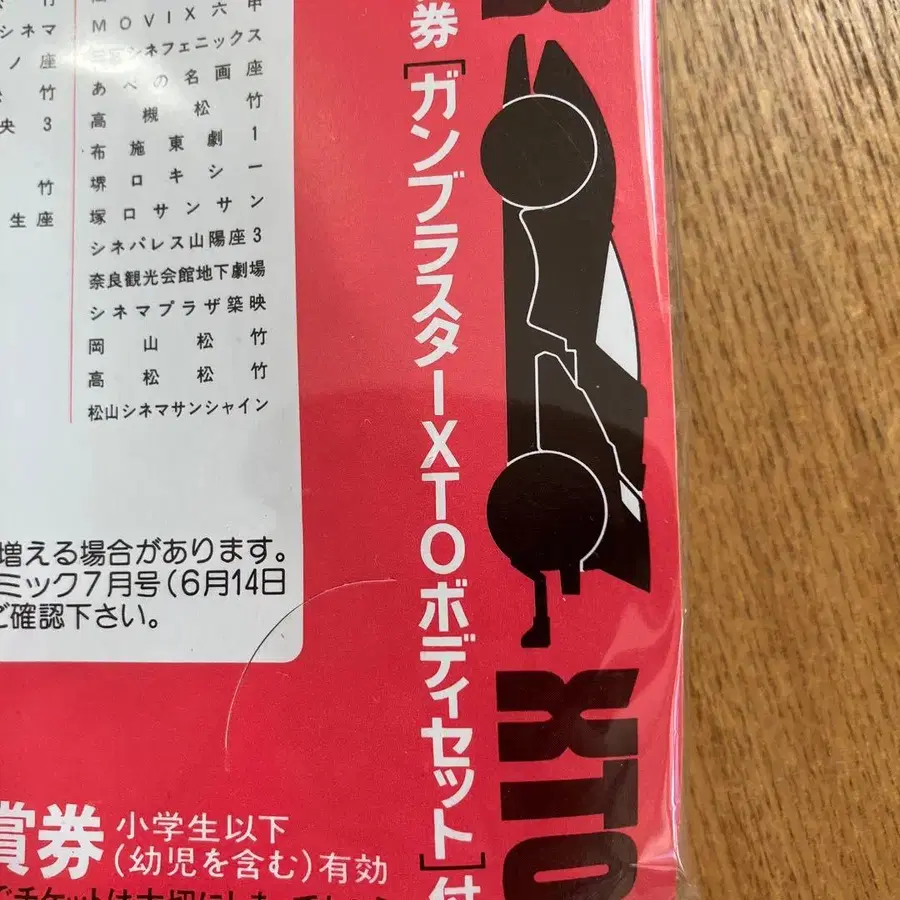 竹
シネマ
ノ座
竹
央3
竹
生座
MOVIX六甲
シネフェニックス
あべの名画座
高槻松竹
布施東劇1
堺ロキシー
塚口サンサン
シネパレス山陽座3
奈良観光会館地下劇場
シネマプラザ築映
岡山松竹
高松松竹
松山シネマサンシャイン
増える場合があります。
ミック7月号(6月14日
ご確認下さい。
券[ガンブラスターXTOボディセット]付
XTO
賞券 小学生以下
(幼児を含む)有効